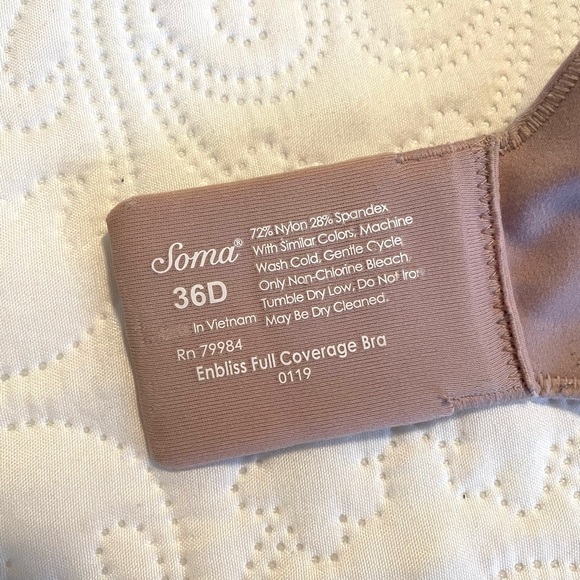 Soma®
36D
In Vietnam
Rn 79984
72% Nylon 28% Spandex
With Similar Colors, Machine
Wash Cold, Gentle Cycle
Only Non-Chlorine Bleach
Tumble Dry Low, Do Not Iron
May Be Dry Cleaned.
Enbliss Full Coverage Bra
0119